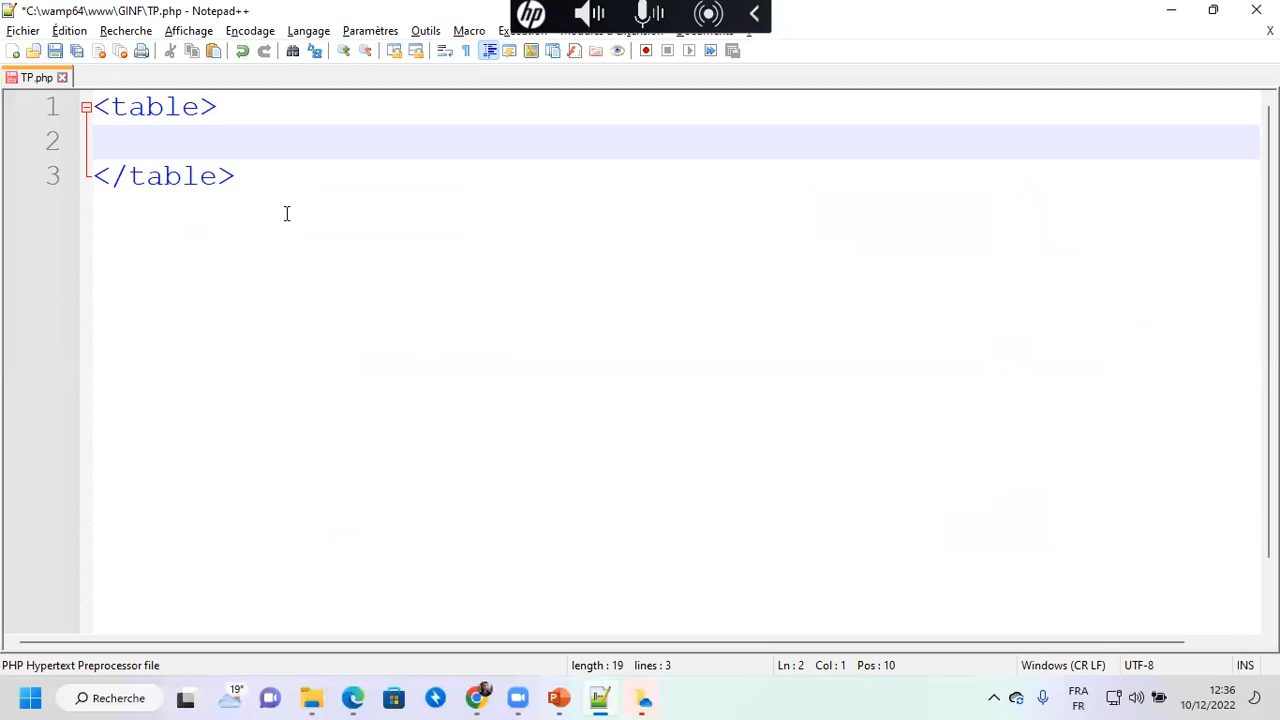 *C:\wamp64\www\GINF\TP.php - Notepad++
hp
Fichier Édition Recherche Affichage Encodage Langage Paramètres Outils Macro
X
TP.php
1 <table>
2
3 </table>
PHP Hypertext Preprocessor file length : 19 lines : 3 Ln : 2 Col : 1 Pos : 10 Windows (CR LF) UTF-8 INS
19°
Recherche
FRA
FR
12:36
10/12/2022